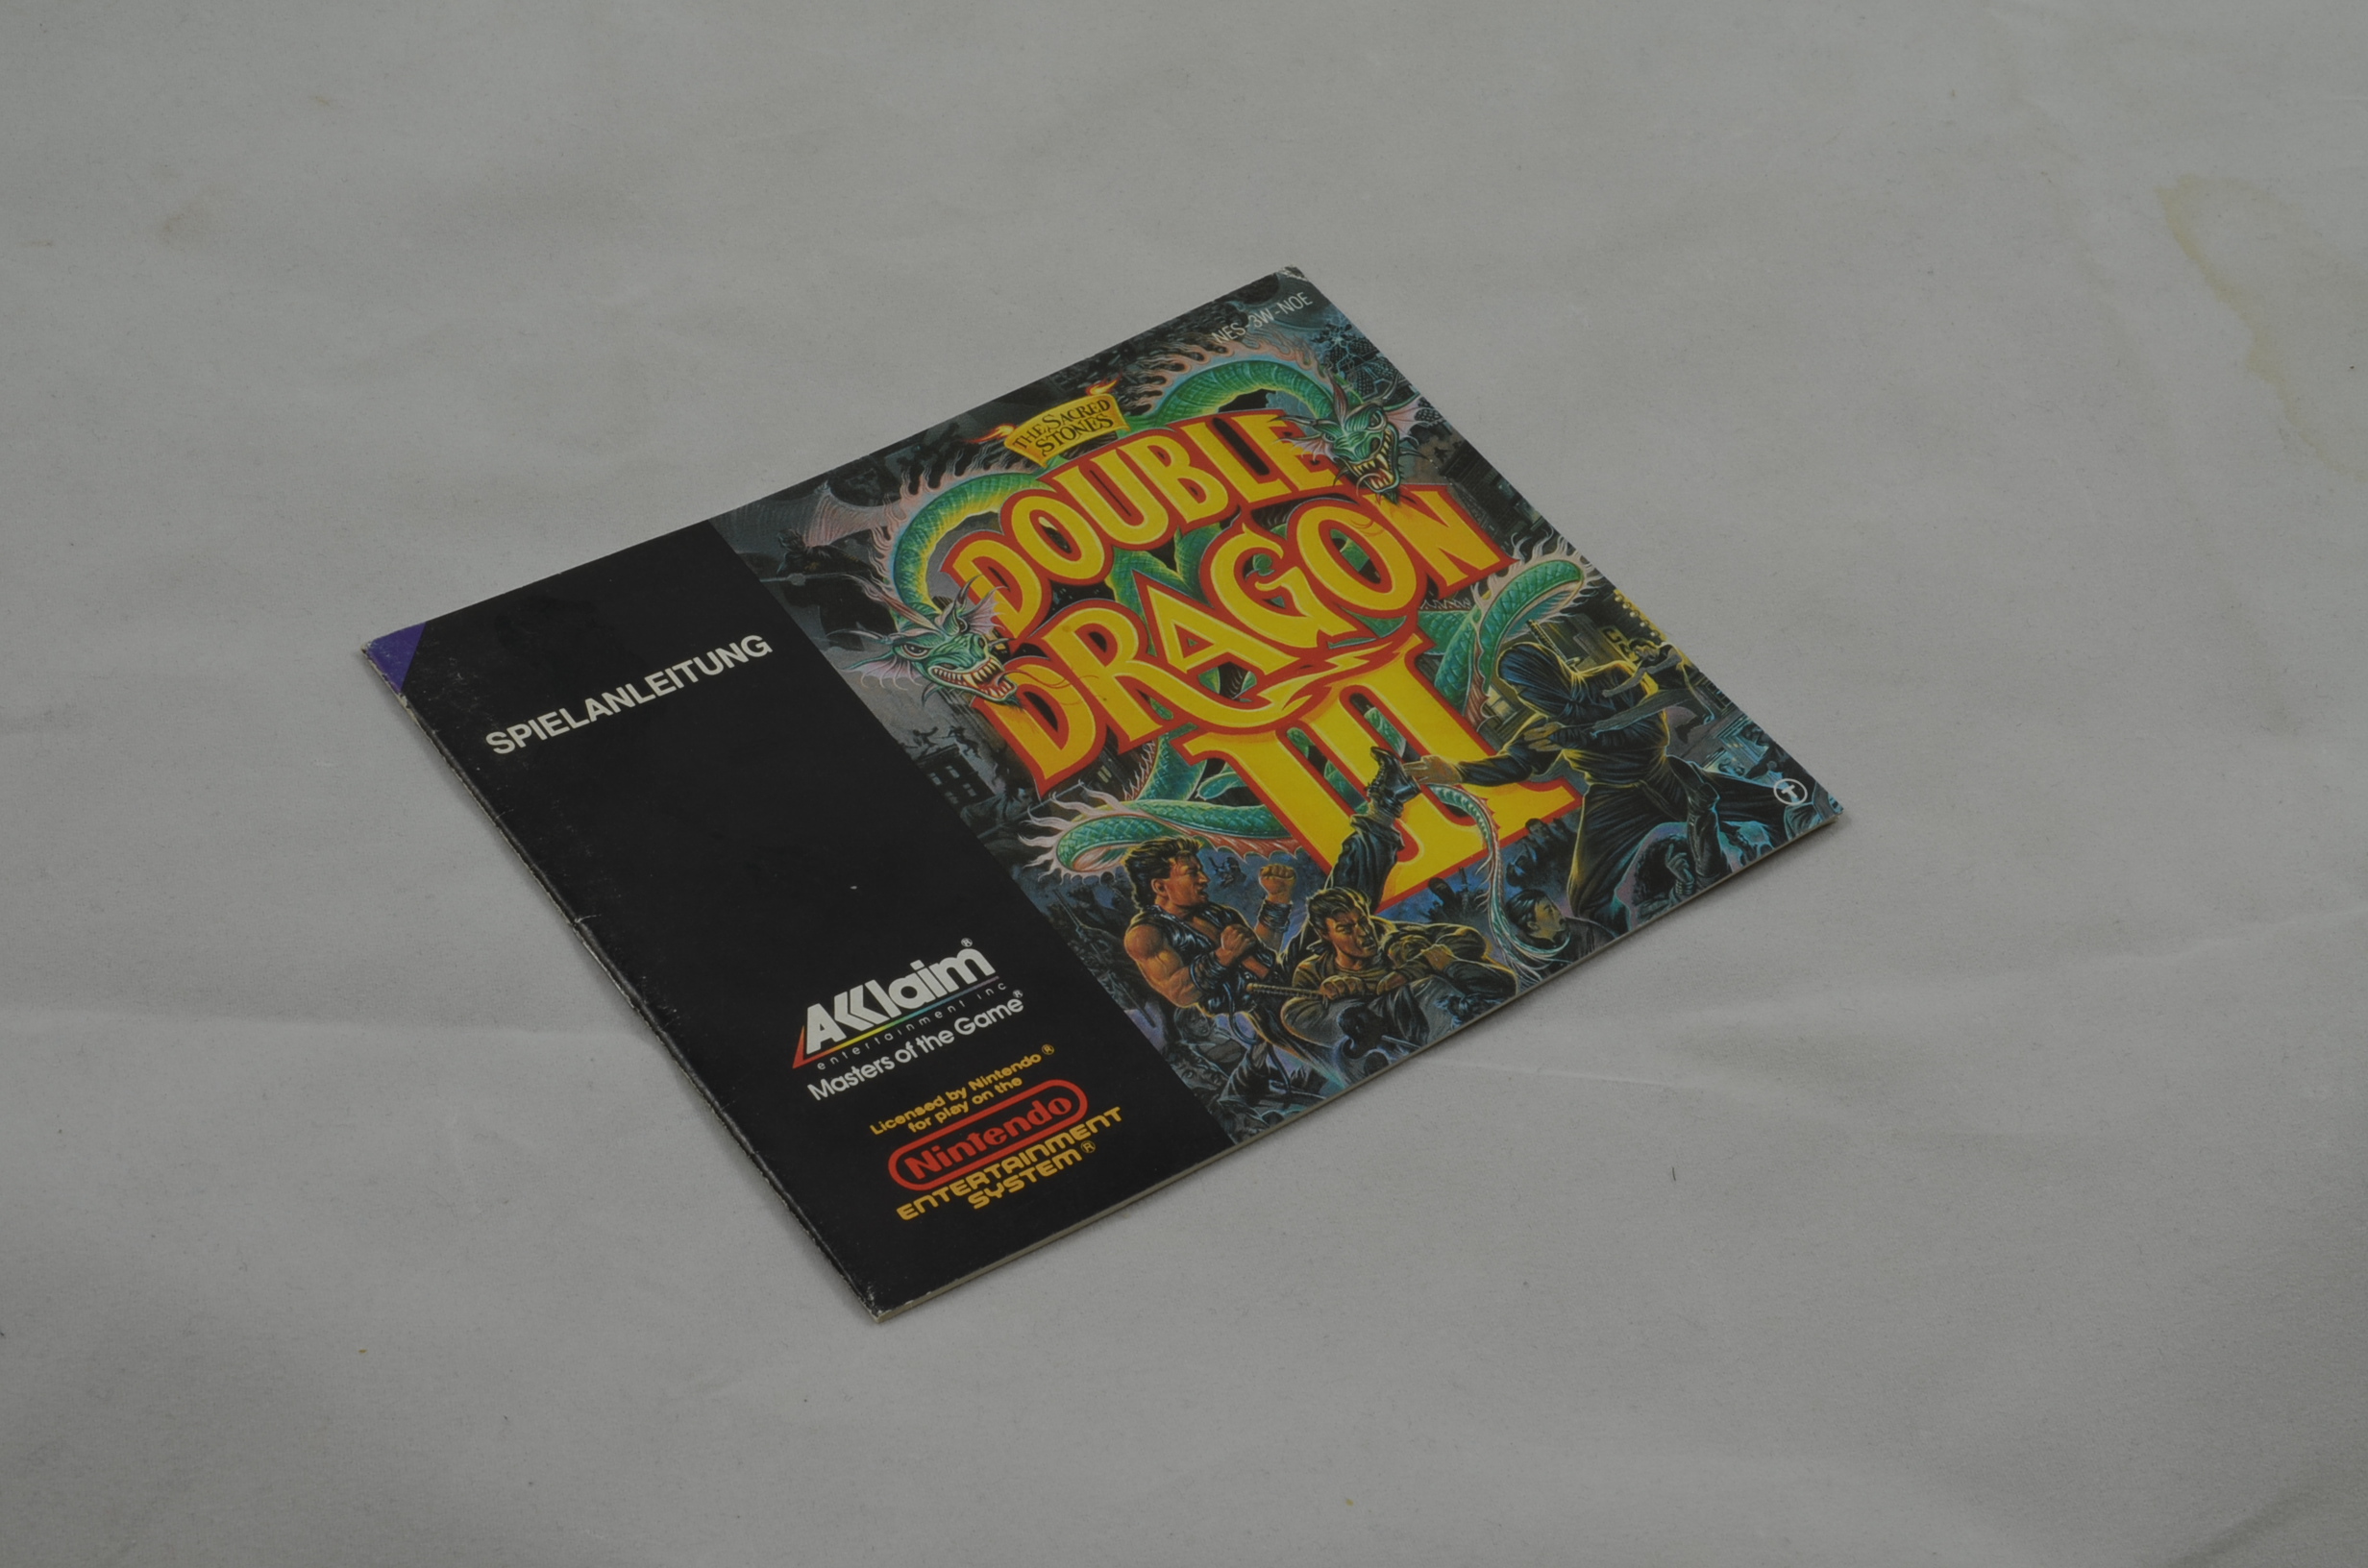 NES-3W-NOE
THE SACRED
STONES
DOUBLE
DRAGON
III
SPIELANLEITUNG
AKKlaim®
entertainment inc
Masters of the Game®
Licensed by Nintendo®
for play on the
Nintendo
ENTERTAINMENT
SYSTEM®
T